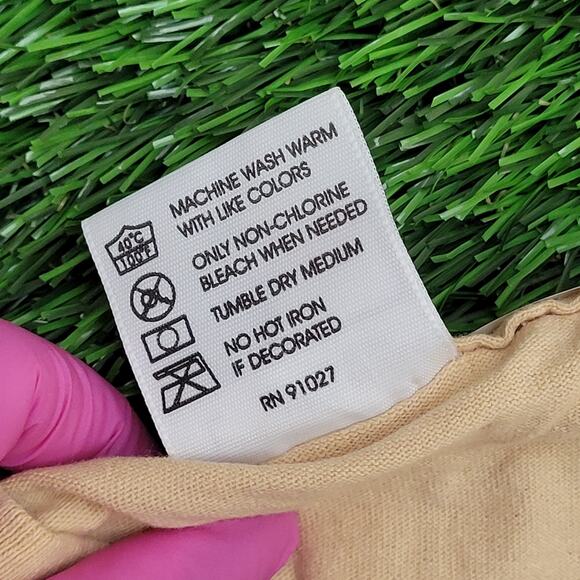 MACHINE WASH WARM
WITH LIKE COLORS
40°C
100°F
ONLY NON-CHLORINE
BLEACH WHEN NEEDED
TUMBLE DRY MEDIUM
NO HOT IRON
IF DECORATED
RN 91027